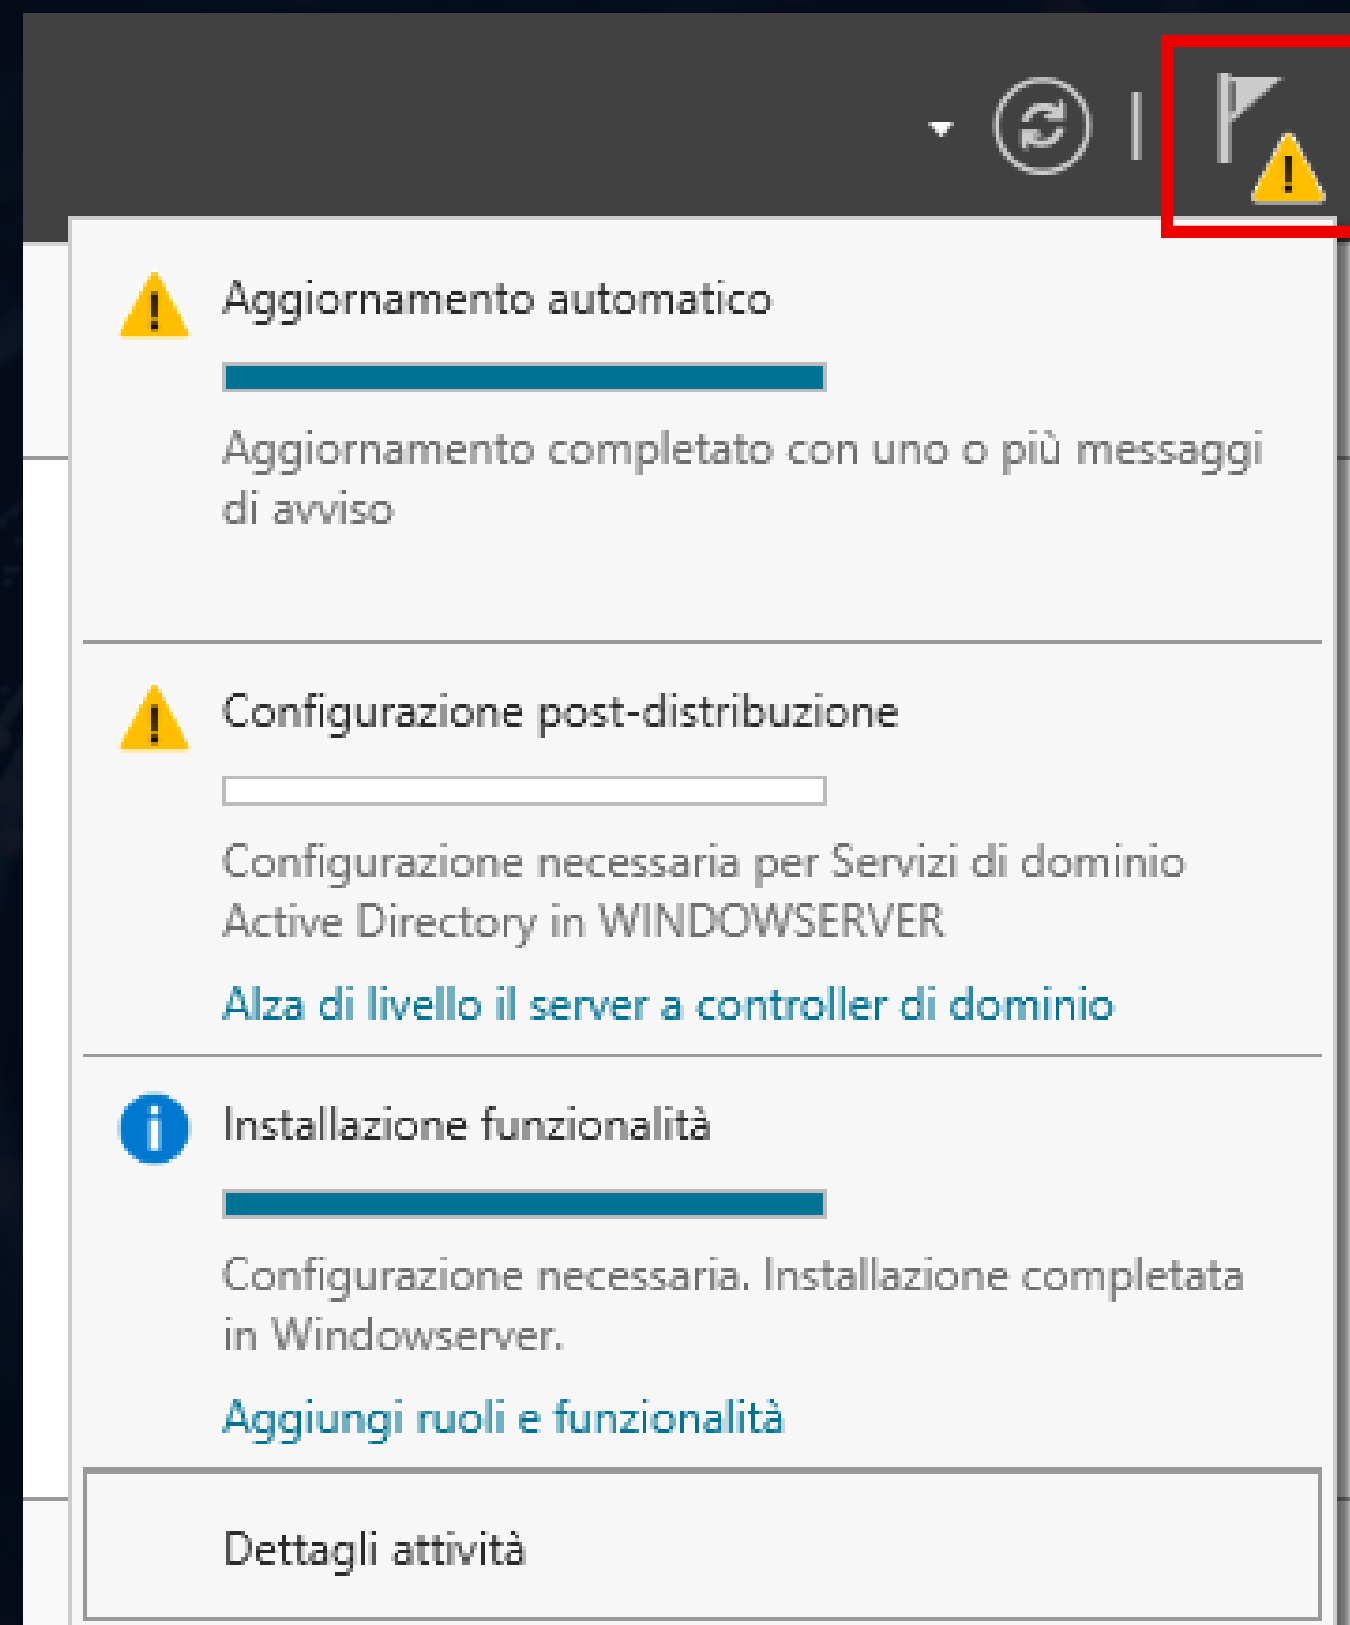 Aggiornamento automatico
Aggiornamento completato con uno o più messaggi
di avviso
Configurazione post-distribuzione
Configurazione necessaria per Servizi di dominio
Active Directory in WINDOWSERVER
Alza di livello il server a controller di dominio
Installazione funzionalità
Configurazione necessaria. Installazione completata
in Windowserver.
Aggiungi ruoli e funzionalità
Dettagli attività